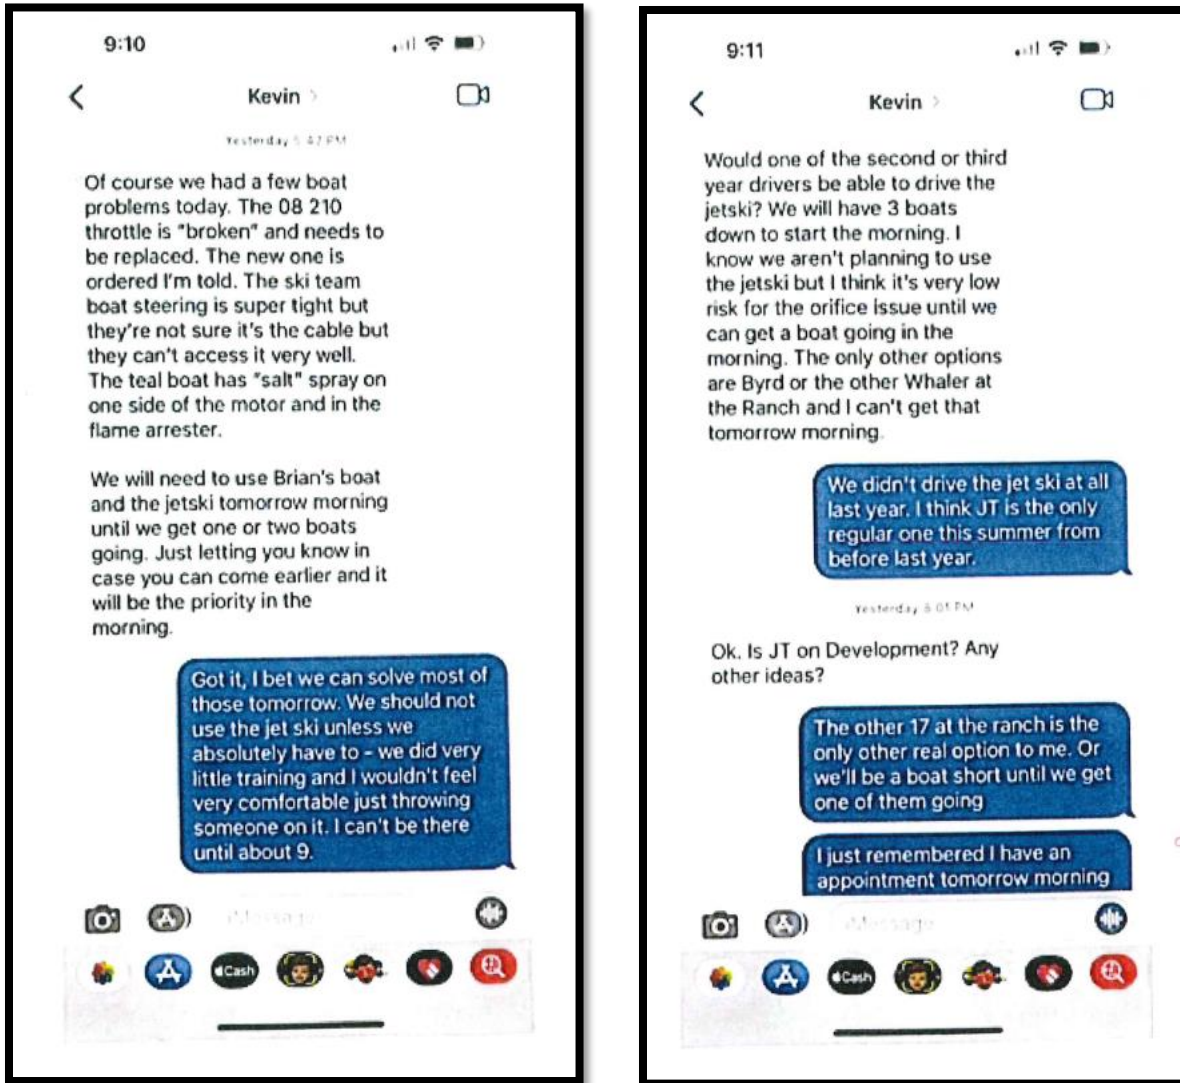 9:10
Kevin
Yesterday 5:47 PM
Of course we had a few boat
problems today. The 08 210
throttle is "broken" and needs to
be replaced. The new one is
ordered I'm told. The ski team
boat steering is super tight but
they're not sure it's the cable but
they can't access it very well.
The teal boat has "salt" spray on
one side of the motor and in the
flame arrester.
We will need to use Brian's boat
and the jetski tomorrow morning
until we get one or two boats
going. Just letting you know in
case you can come earlier and it
will be the priority in the
morning.
Got it, I bet we can solve most of
those tomorrow. We should not
use the jet ski unless we
absolutely have to – we did very
little training and I wouldn't feel
very comfortable just throwing
someone on it. I can't be there
until about 9.
iMessage
Cash
9:11
Kevin
Would one of the second or third
year drivers be able to drive the
jetski? We will have 3 boats
down to start the morning. I
know we aren't planning to use
the jetski but I think it's very low
risk for the orifice issue until we
can get a boat going in the
morning. The only other options
are Byrd or the other Whaler at
the Ranch and I can't get that
tomorrow morning.
We didn't drive the jet ski at all
last year. I think JT is the only
regular one this summer from
before last year.
Yesterday 6:01 PM
Ok. Is JT on Development? Any
other ideas?
The other 17 at the ranch is the
only other real option to me. Or
we'll be a boat short until we get
one of them going
I just remembered I have an
appointment tomorrow morning
iMessage
Cash